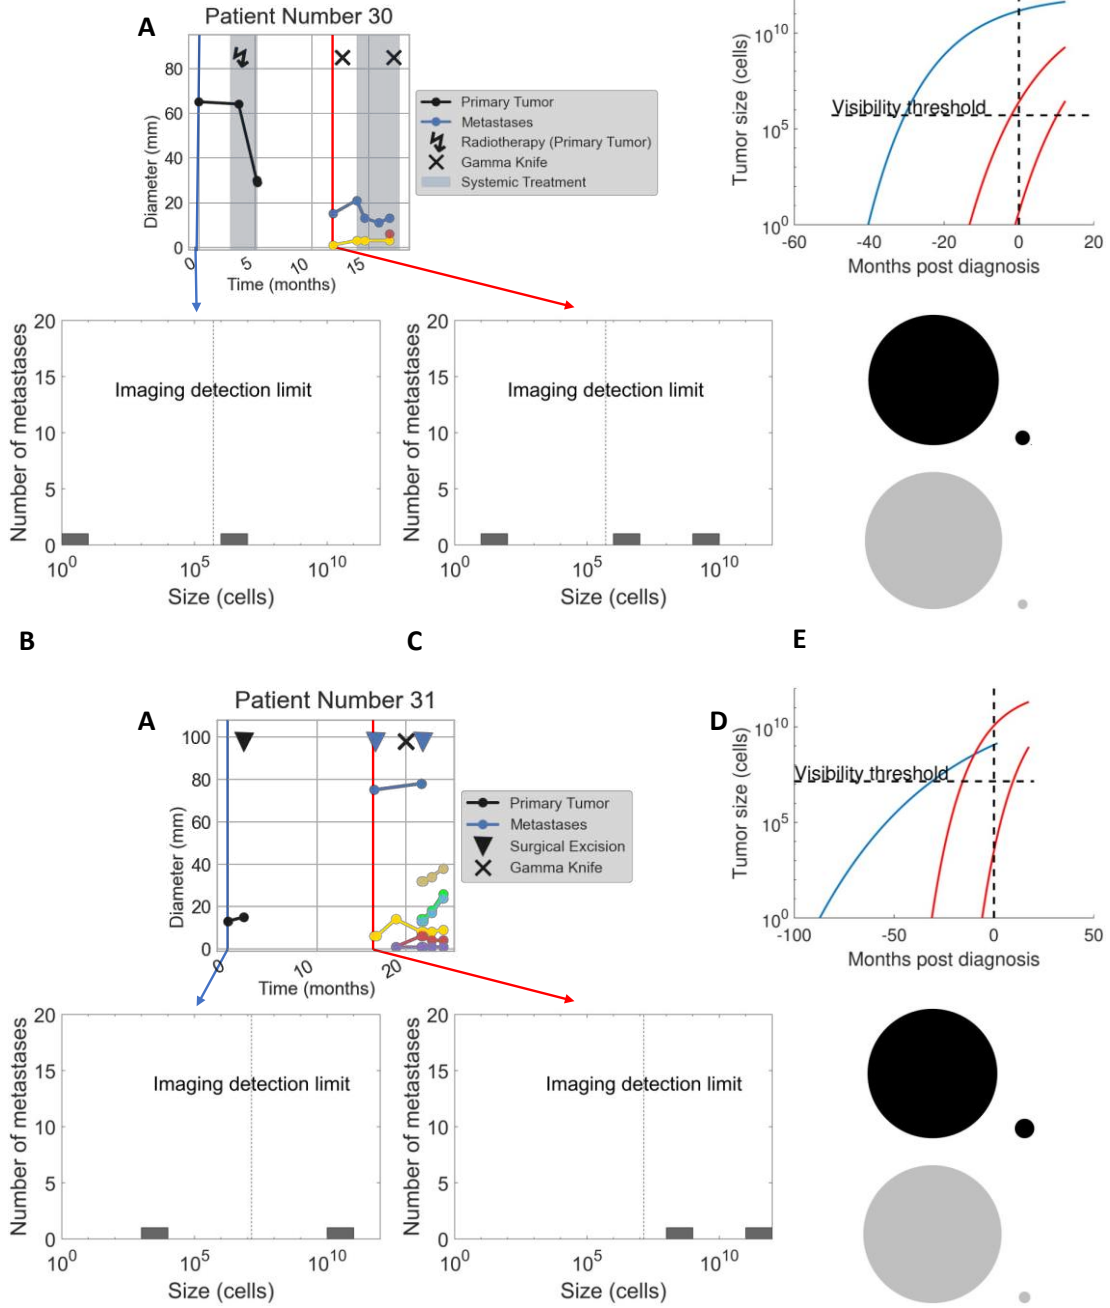 A
Patient Number 30
Diameter (mm)
80
60
40
20
0
0
5
10
15
Time (months)
Primary Tumor
Metastases
Radiotherapy (Primary Tumor)
Gamma Knife
Systemic Treatment
Tumor size (cells)
10^10
10^5
10^0
Visibility threshold
-60
-40
-20
0
20
Months post diagnosis
Number of metastases
20
15
10
5
0
Imaging detection limit
10^0
10^5
10^10
Size (cells)
Number of metastases
20
15
10
5
0
Imaging detection limit
10^0
10^5
10^10
Size (cells)
B
C
E
A
Patient Number 31
Diameter (mm)
100
80
60
40
20
0
0
10
20
Time (months)
Primary Tumor
Metastases
Surgical Excision
Gamma Knife
D
Tumor size (cells)
10^10
10^5
10^0
Visibility threshold
-100
-50
0
50
Months post diagnosis
Number of metastases
20
15
10
5
0
Imaging detection limit
10^0
10^5
10^10
Size (cells)
Number of metastases
20
15
10
5
0
Imaging detection limit
10^0
10^5
10^10
Size (cells)